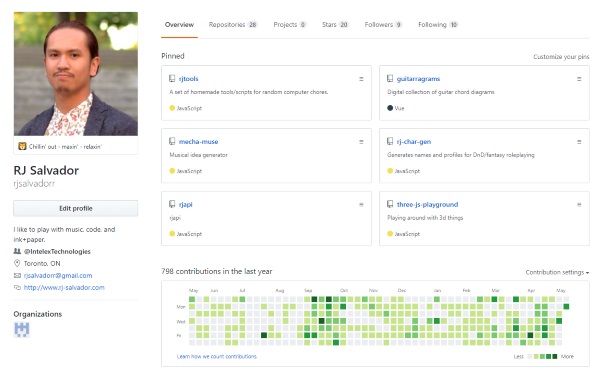 Overview Repositories 28 Projects 0 Stars 20 Followers 9 Following 10
Pinned
Customize your pins
rjtools
A set of homemade tools/scripts for random computer chores.
JavaScript
guitarragrams
Digital collection of guitar chord diagrams
Vue
mecha-muse
Musical idea generator
JavaScript
rj-char-gen
Generates names and profiles for DnD/fantasy roleplaying
JavaScript
rjapi
rjapi
JavaScript
three-js-playground
Playing around with 3d things
JavaScript
Chillin' out - maxin' - relaxin'
RJ Salvador
rjsalvadorr
Edit profile
I like to play with music, code, and
ink+paper.
@IntelexTechnologies
Toronto, ON
rjsalvadorr@gmail.com
http://www.rj-salvador.com
Organizations
798 contributions in the last year
Contribution settings
May Jun Jul Aug Sep Oct Nov Dec Jan Feb Mar Apr May
Mon
Wed
Fri
Learn how we count contributions.
Less More